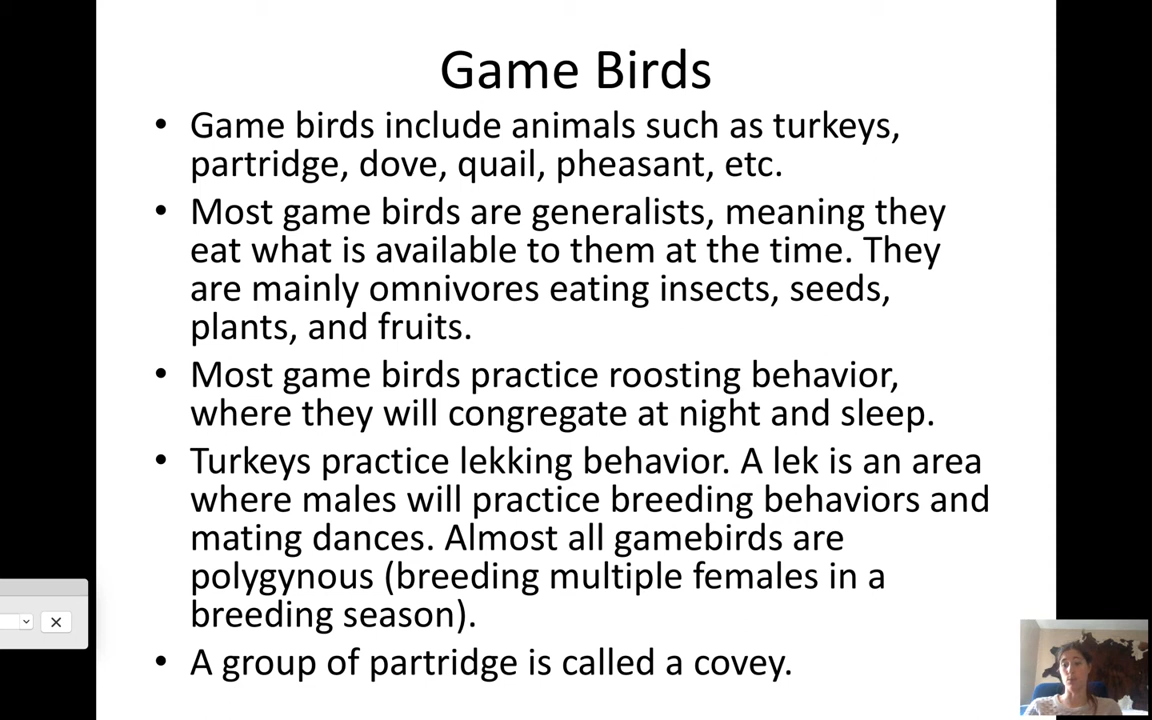 Game Birds
• Game birds include animals such as turkeys,
partridge, dove, quail, pheasant, etc.
• Most game birds are generalists, meaning they
eat what is available to them at the time. They
are mainly omnivores eating insects, seeds,
plants, and fruits.
• Most game birds practice roosting behavior,
where they will congregate at night and sleep.
• Turkeys practice lekking behavior. A lek is an area
where males will practice breeding behaviors and
mating dances. Almost all gamebirds are
polygynous (breeding multiple females in a
breeding season).
• A group of partridge is called a covey.